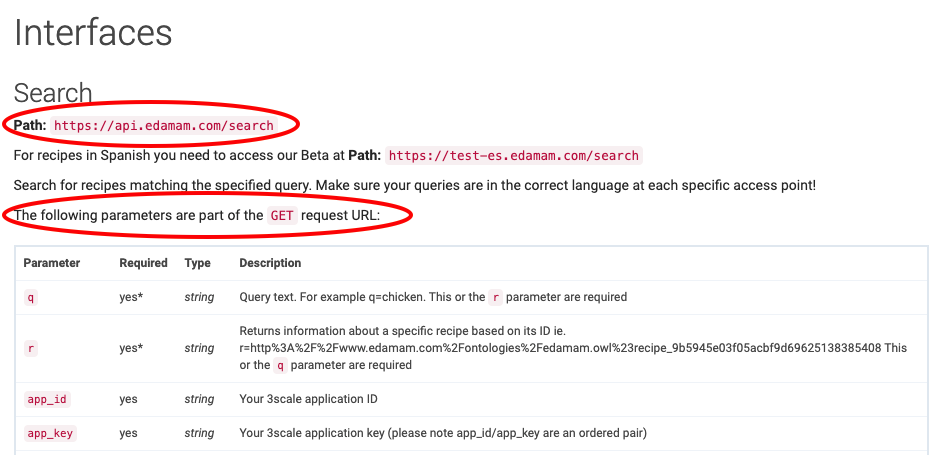 Interfaces
Search
Path: https://api.edamam.com/search
For recipes in Spanish you need to access our Beta at Path: https://test-es.edamam.com/search
Search for recipes matching the specified query. Make sure your queries are in the correct language at each specific access point!
The following parameters are part of the GET request URL:
Parameter Required Type Description
q yes* string Query text. For example q=chicken. This or the r parameter are required
Returns information about a specific recipe based on its ID ie.
r yes* string r=http%3A%2F%2Fwww.edamam.com%2Fontologies%2Fedamam.owl%23recipe_9b5945e03f05acbf9d69625138385408 This
or the q parameter are required
app_id yes string Your 3scale application ID
app_key yes string Your 3scale application key (please note app_id/app_key are an ordered pair)